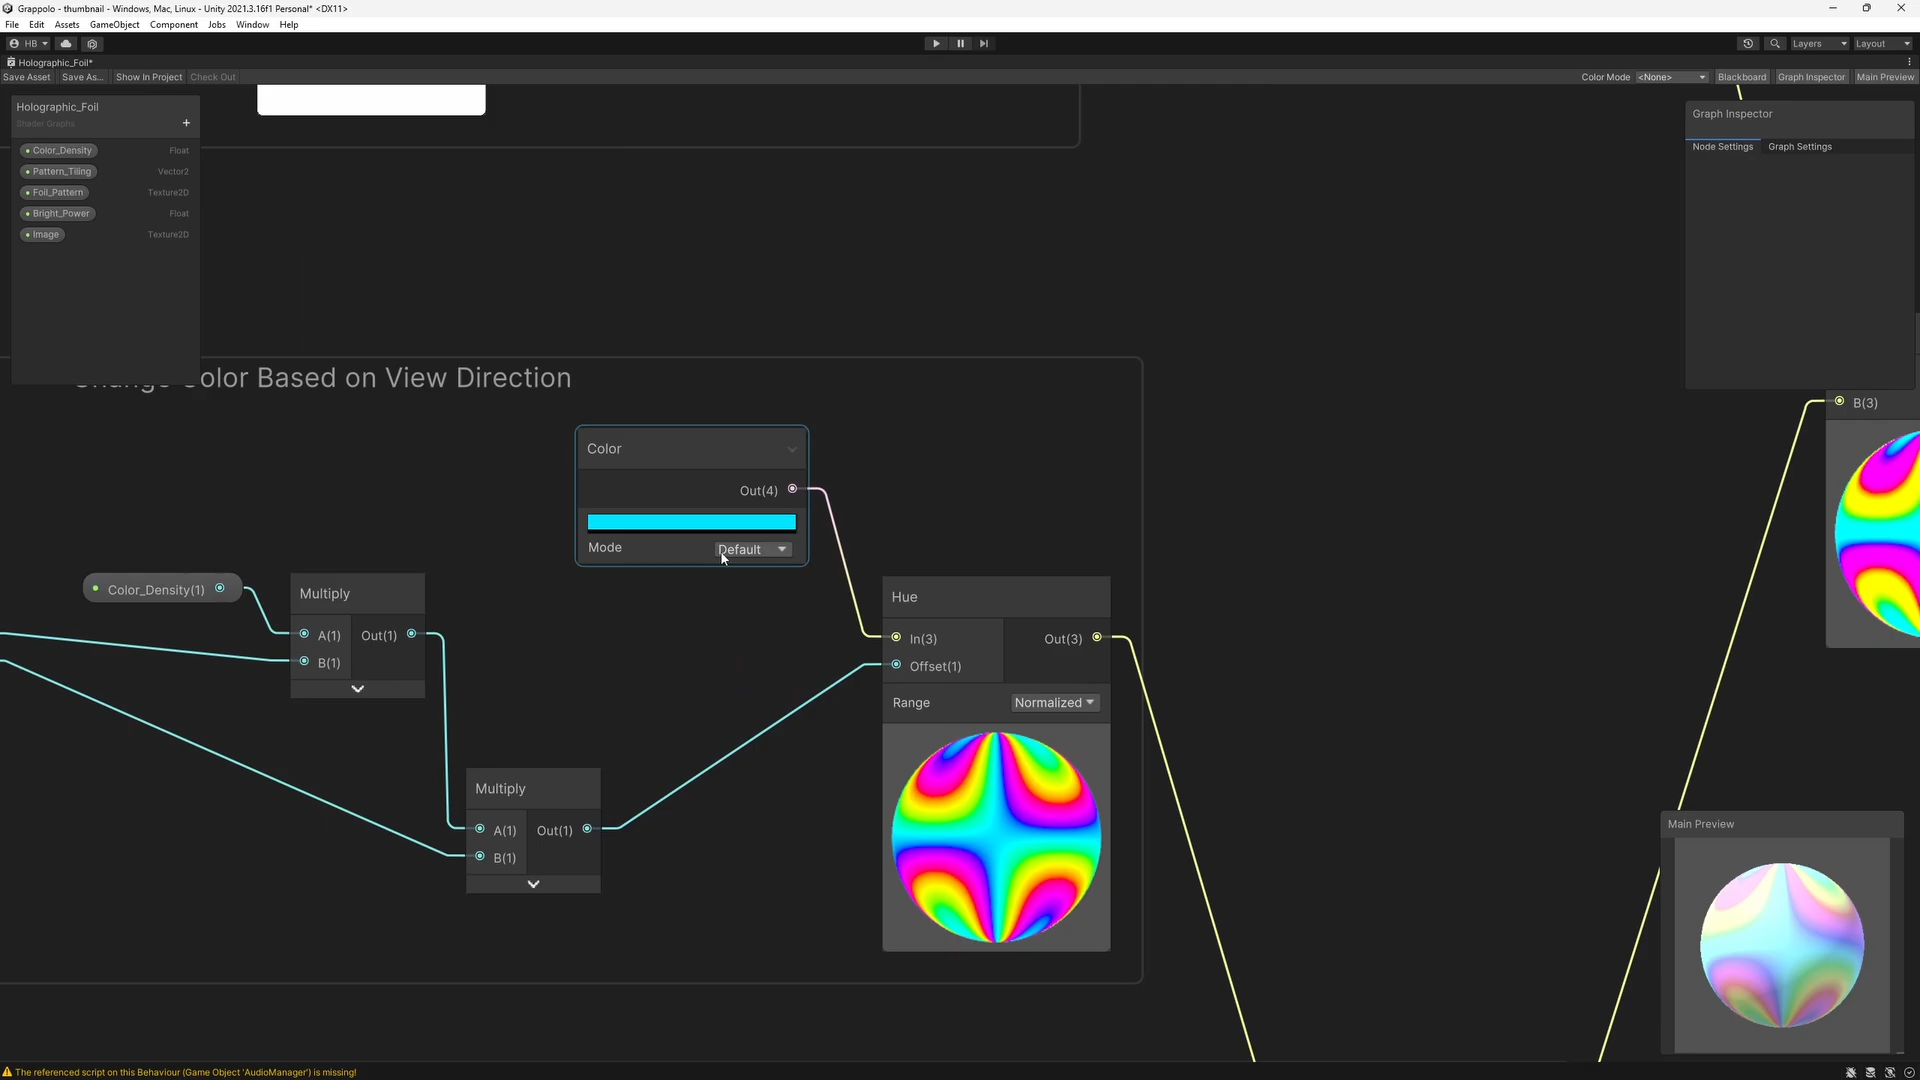 Grappolo - thumbnail - Windows, Mac, Linux - Unity 2021.3.16f1 Personal* <DX11>
File Edit Assets GameObject Component Jobs Window Help
HB Layers Layout
Holographic_Foil*
Save Asset Save As... Show In Project Check Out Color Mode <None> Blackboard Graph Inspector Main Preview
Holographic_Foil
Shader Graphs
+
Color_Density Float
Pattern_Tiling Vector2
Foil_Pattern Texture2D
Bright_Power Float
Image Texture2D
Graph Inspector
Node Settings Graph Settings
Change Color Based on View Direction
B(3)
Color
Out(4)
Mode Default
Color_Density(1)
Multiply
A(1) Out(1)
B(1)
Hue
In(3) Out(3)
Offset(1)
Range Normalized
Multiply
A(1) Out(1)
B(1)
Main Preview
The referenced script on this Behaviour (Game Object 'AudioManager') is missing!